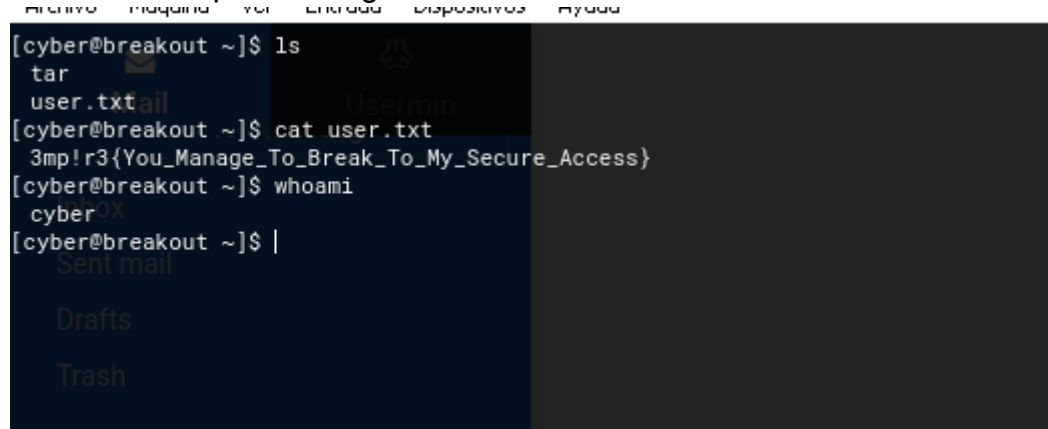 Archivo Máquina Ver Entrada Dispositivos Ayuda
[cyber@breakout ~]$ ls
tar
user.txt
Mail
Usermin
[cyber@breakout ~]$ cat user.txt
3mp!r3{You_Manage_To_Break_To_My_Secure_Access}
[cyber@breakout ~]$ whoami
Inbox
cyber
[cyber@breakout ~]$
Sent mail
Drafts
Trash